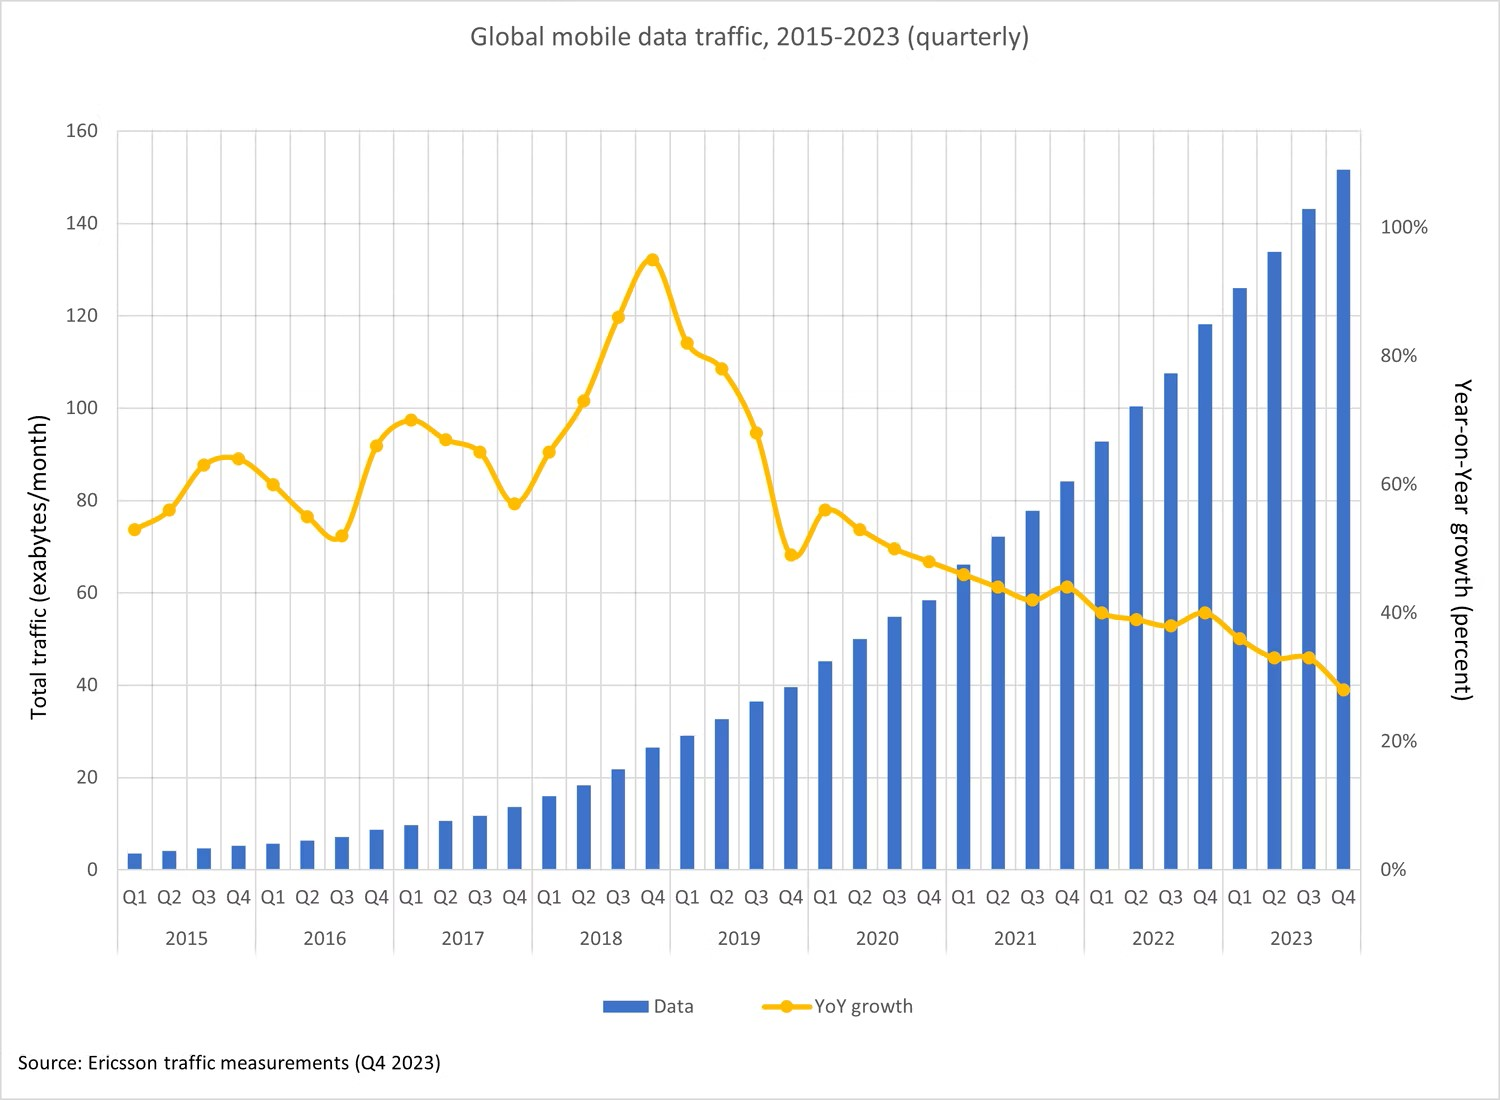 Global mobile data traffic, 2015-2023 (quarterly)
160
140
120
100
80
60
40
20
0
Total traffic (exabytes/month)
100%
80%
60%
40%
20%
0%
Year-on-Year growth (percent)
Q1 Q2 Q3 Q4 Q1 Q2 Q3 Q4 Q1 Q2 Q3 Q4 Q1 Q2 Q3 Q4 Q1 Q2 Q3 Q4 Q1 Q2 Q3 Q4 Q1 Q2 Q3 Q4 Q1 Q2 Q3 Q4 Q1 Q2 Q3 Q4
2015 2016 2017 2018 2019 2020 2021 2022 2023
Data YoY growth
Source: Ericsson traffic measurements (Q4 2023)